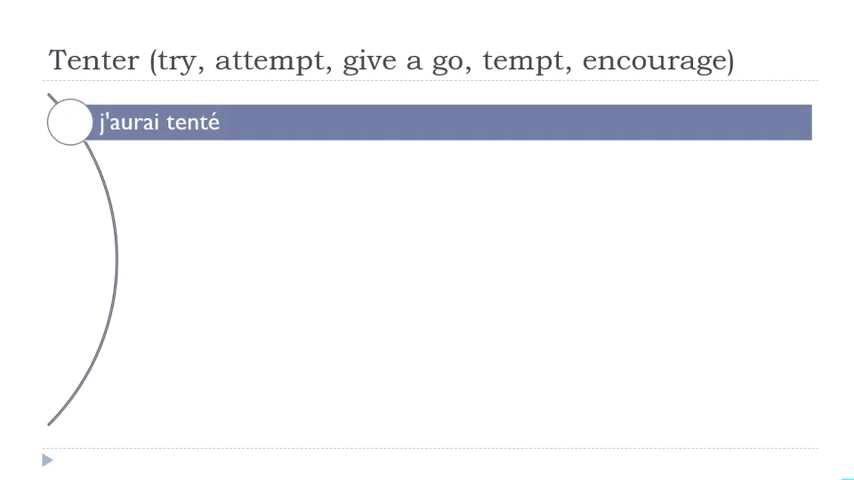 Tenter (try, attempt, give a go, tempt, encourage)
j'aurai tenté